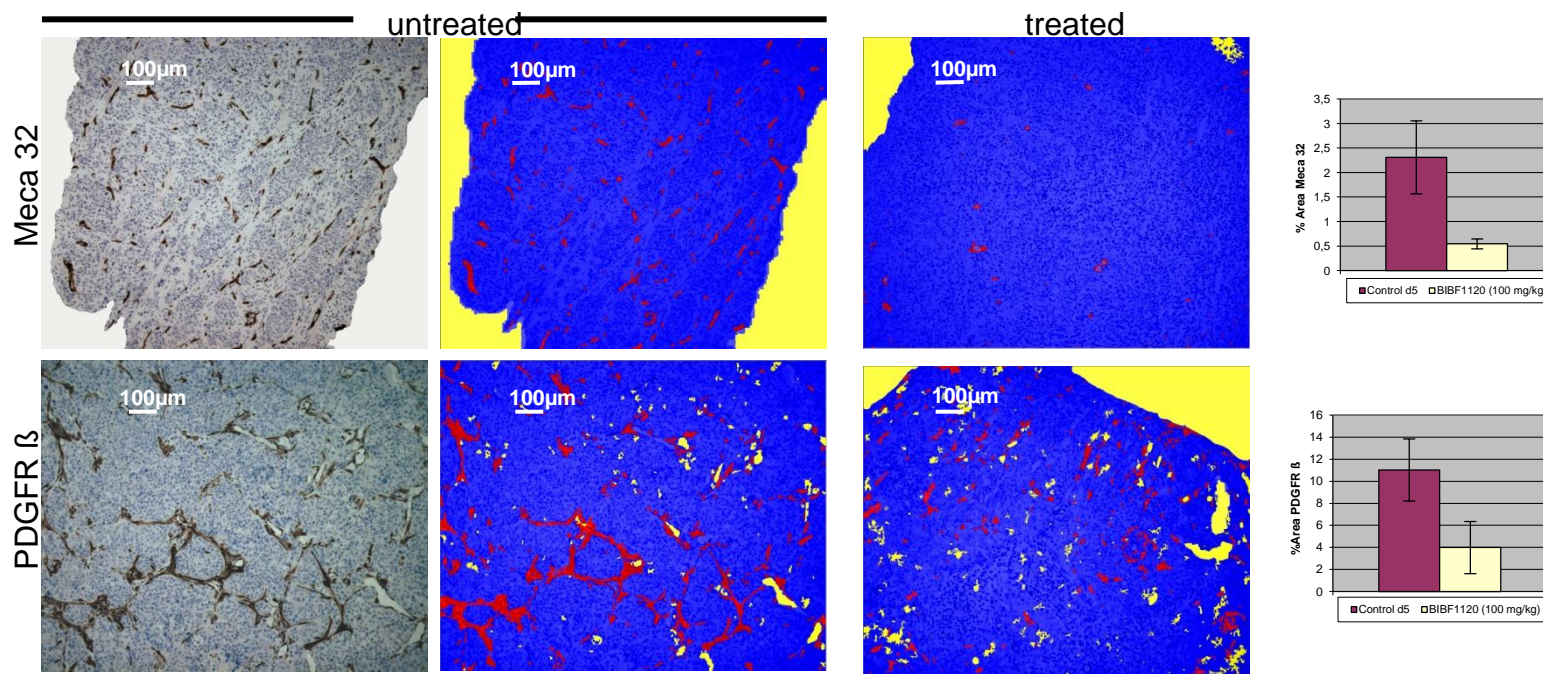 untreated
treated
Meca 32
100µm
100µm
100µm
% Area Meca 32
3,5
3
2,5
2
1,5
1
0,5
0
Control d5 BIBF1120 (100 mg/kg)
PDGFR ß
100µm
100µm
100µm
%Area PDGFR ß
16
14
12
10
8
6
4
2
0
Control d5 BIBF1120 (100 mg/kg)